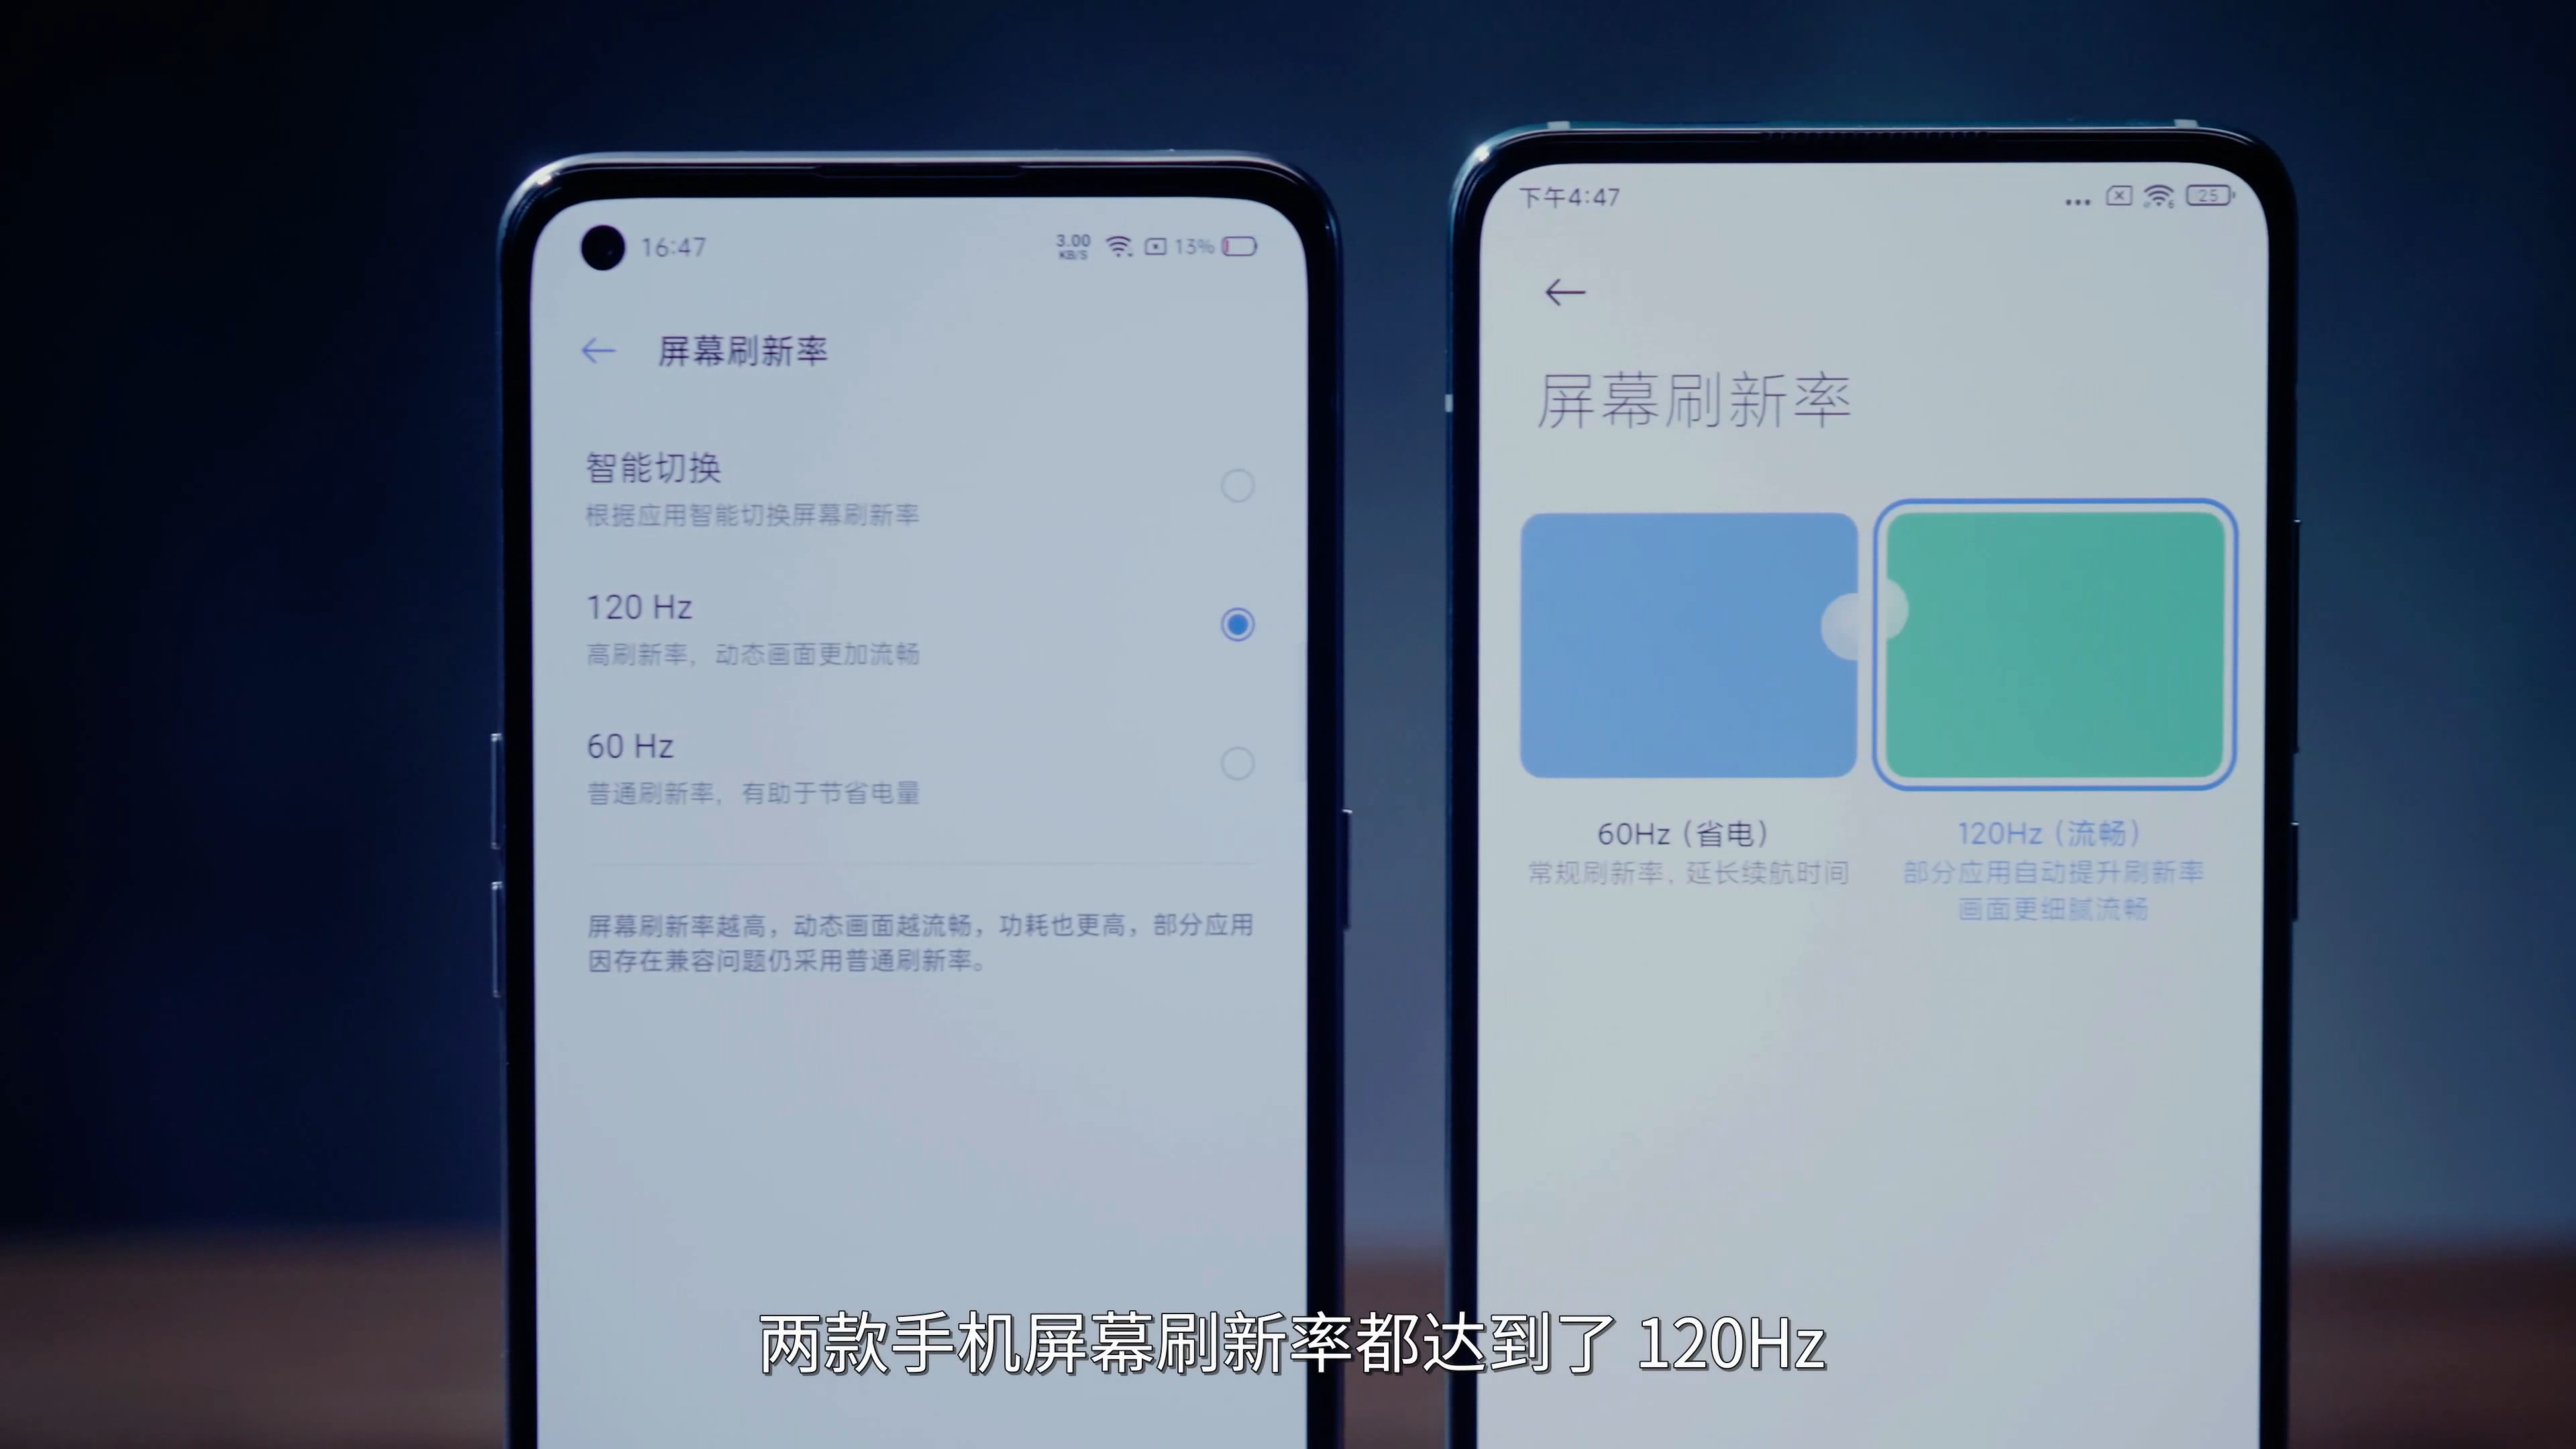 16:47
3.00
KB/S
13%
屏幕刷新率
智能切换
根据应用智能切换屏幕刷新率
120 Hz
高刷新率，动态画面更加流畅
60 Hz
普通刷新率，有助于节省电量
屏幕刷新率越高，动态画面越流畅，功耗也更高，部分应用
因存在兼容问题仍采用普通刷新率。
下午4:47
6
25
屏幕刷新率
60Hz（省电）
常规刷新率，延长续航时间
120Hz（流畅）
部分应用自动提升刷新率
画面更细腻流畅
两款手机屏幕刷新率都达到了 120Hz